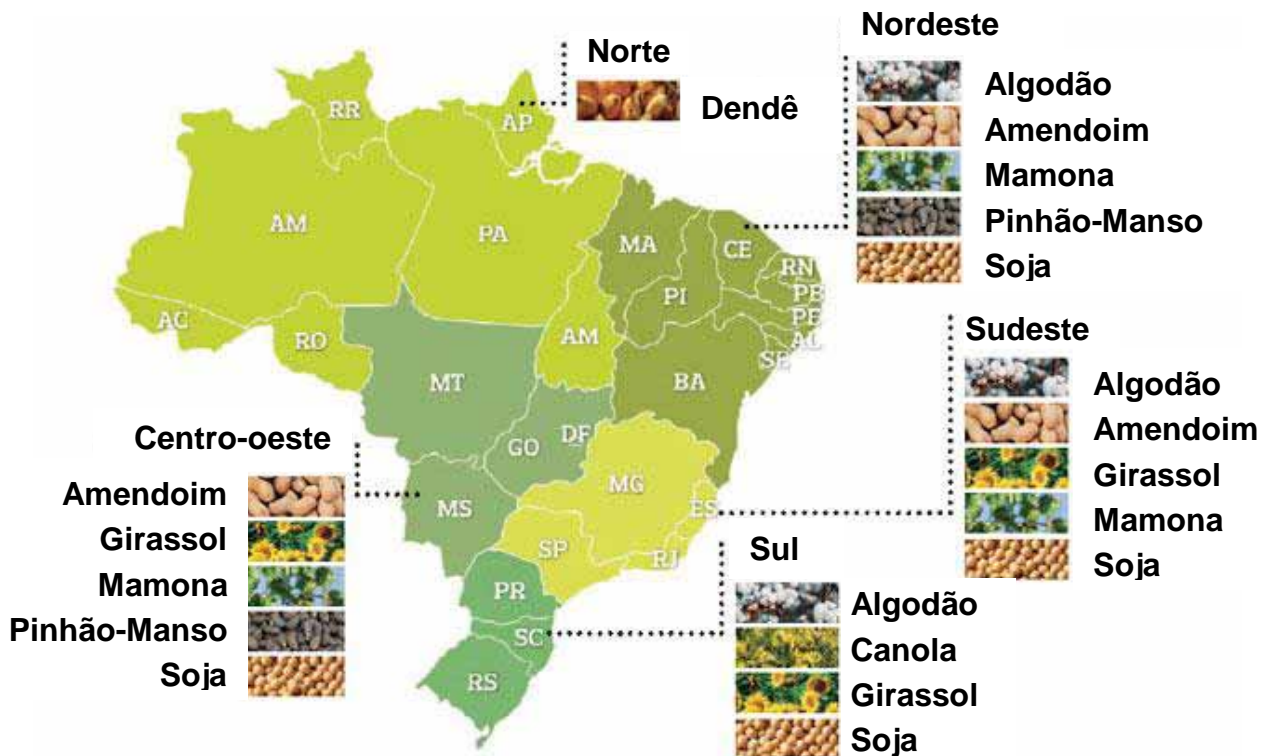 Norte
Dendê
Nordeste
Algodão
Amendoim
Mamona
Pinhão-Manso
Soja
Sudeste
Algodão
Amendoim
Girassol
Mamona
Soja
Centro-oeste
Amendoim
Girassol
Mamona
Pinhão-Manso
Soja
Sul
Algodão
Canola
Girassol
Soja
RR
AP
AM
PA
MA
CE
RN
PB
PE
AL
SE
PI
BA
AC
RO
AM
MT
GO
DF
MS
MG
ES
SP
RJ
PR
SC
RS